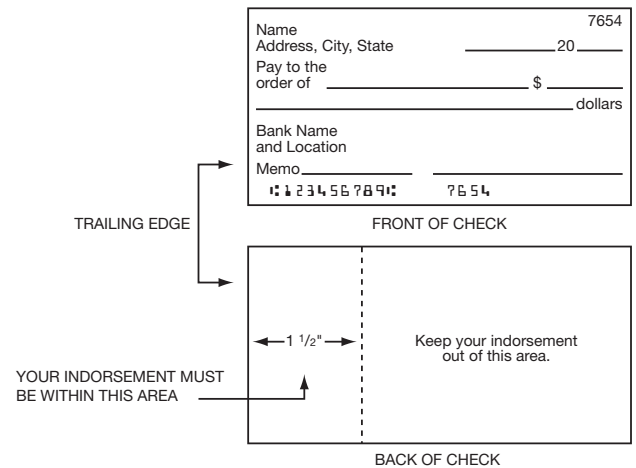 7654
Name
Address, City, State 20
Pay to the
order of $
dollars
Bank Name
and Location
Memo
⑆123456789⑆ 7654
TRAILING EDGE
FRONT OF CHECK
1 1/2"
Keep your indorsement
out of this area.
YOUR INDORSEMENT MUST
BE WITHIN THIS AREA
BACK OF CHECK